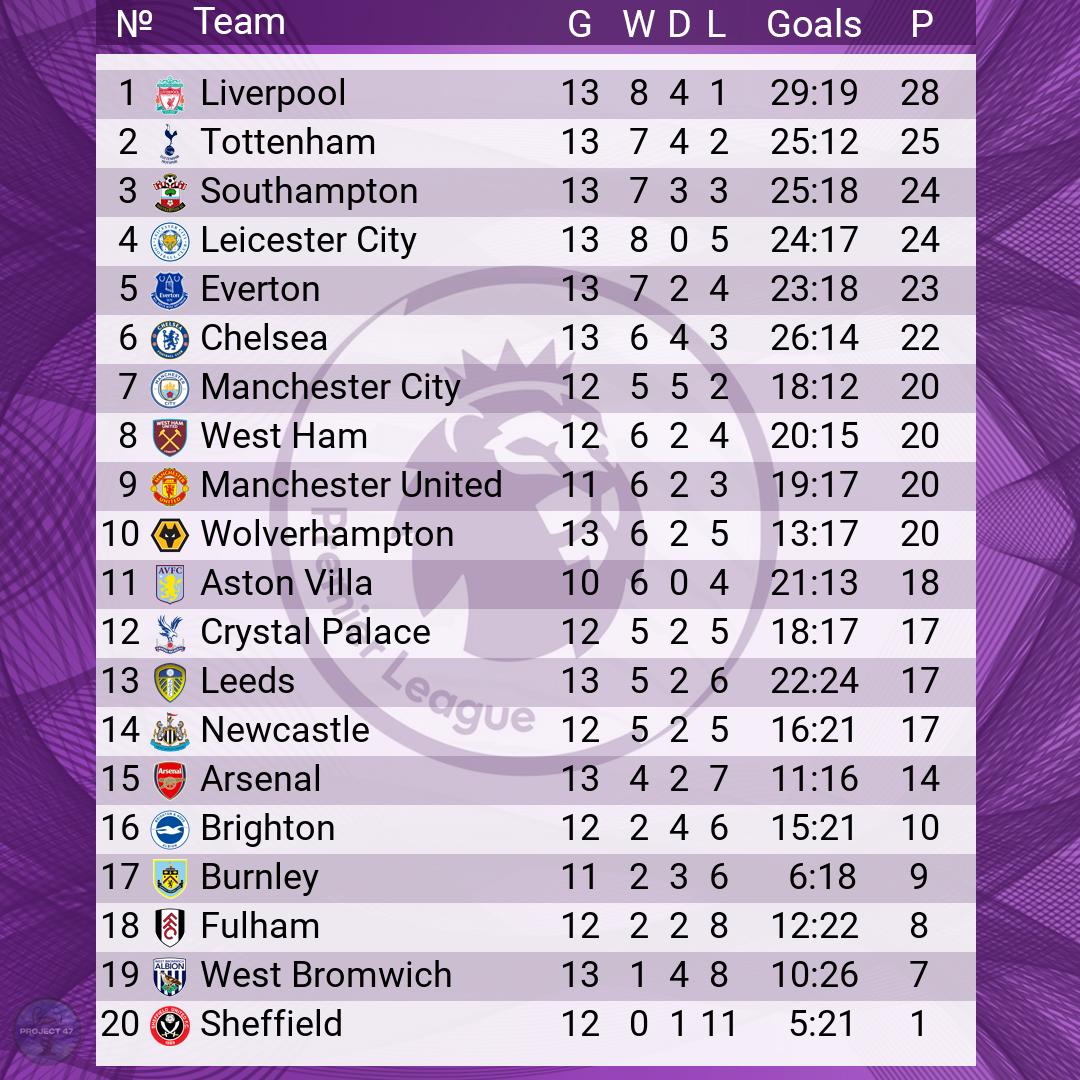 № Team G W D L Goals P
1 Liverpool 13 8 4 1 29:19 28
2 Tottenham 13 7 4 2 25:12 25
3 Southampton 13 7 3 3 25:18 24
4 Leicester City 13 8 0 5 24:17 24
5 Everton 13 7 2 4 23:18 23
6 Chelsea 13 6 4 3 26:14 22
7 Manchester City 12 5 5 2 18:12 20
8 West Ham 12 6 2 4 20:15 20
9 Manchester United 11 6 2 3 19:17 20
10 Wolverhampton 13 6 2 5 13:17 20
11 Aston Villa 10 6 0 4 21:13 18
12 Crystal Palace 12 5 2 5 18:17 17
13 Leeds 13 5 2 6 22:24 17
14 Newcastle 12 5 2 5 16:21 17
15 Arsenal 13 4 2 7 11:16 14
16 Brighton 12 2 4 6 15:21 10
17 Burnley 11 2 3 6 6:18 9
18 Fulham 12 2 2 8 12:22 8
19 West Bromwich 13 1 4 8 10:26 7
20 Sheffield 12 0 1 11 5:21 1
Premier League
PROJECT 47